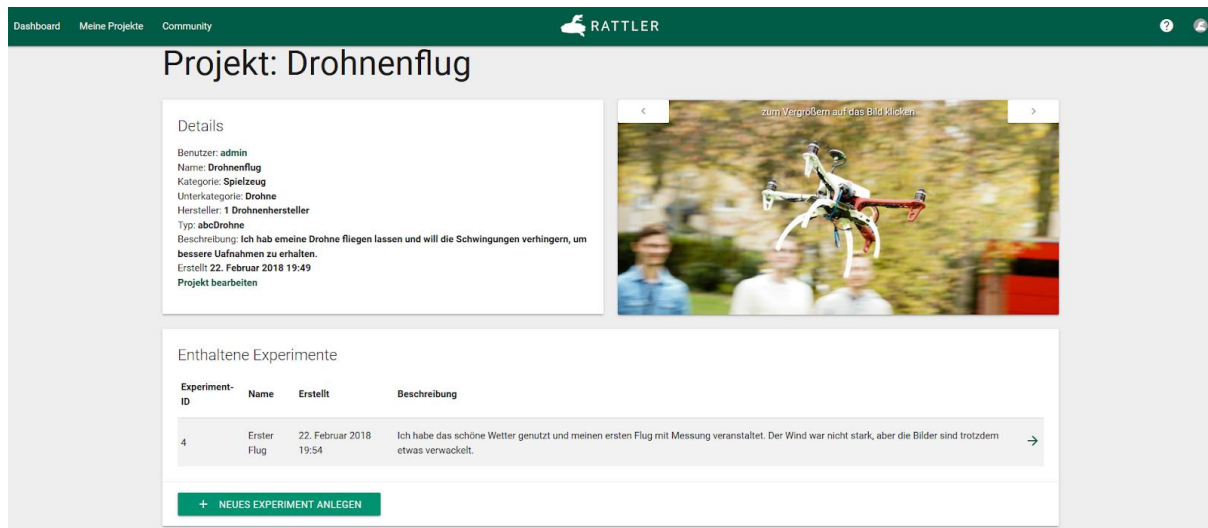 Dashboard Meine Projekte Community RATTLER ?
Projekt: Drohnenflug
Details
Benutzer: admin
Name: Drohnenflug
Kategorie: Spielzeug
Unterkategorie: Drohne
Hersteller: 1 Drohnenhersteller
Typ: abcDrohne
Beschreibung: Ich hab emeine Drohne fliegen lassen und will die Schwingungen verhingern, um
bessere Uafnahmen zu erhalten.
Erstellt 22. Februar 2018 19:49
Projekt bearbeiten
zum Vergrößern auf das Bild klicken
Enthaltene Experimente
Experiment-
ID
Name Erstellt Beschreibung
4
Erster
Flug
22. Februar 2018
19:54
Ich habe das schöne Wetter genutzt und meinen ersten Flug mit Messung veranstaltet. Der Wind war nicht stark, aber die Bilder sind trotzdem
etwas verwackelt.
+ NEUES EXPERIMENT ANLEGEN